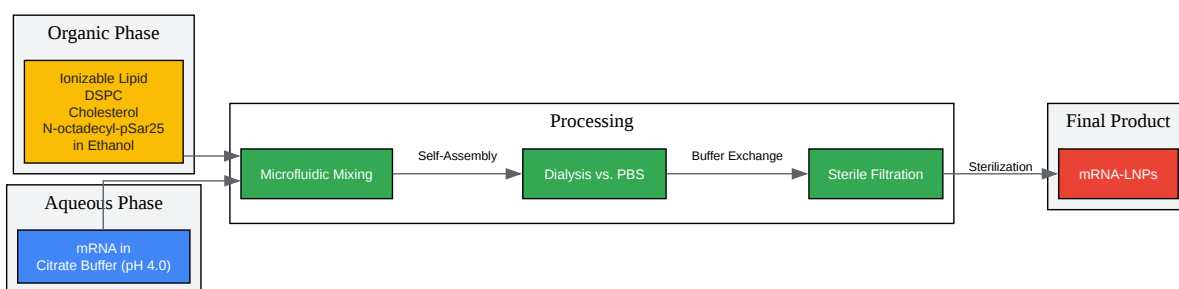 Organic Phase
Ionizable Lipid
DSPC
Cholesterol
N-octadecyl-pSar25
in Ethanol
Aqueous Phase
mRNA in
Citrate Buffer (pH 4.0)
Processing
Microfluidic Mixing
Self-Assembly
Dialysis vs. PBS
Buffer Exchange
Sterile Filtration
Sterilization
Final Product
mRNA-LNPs